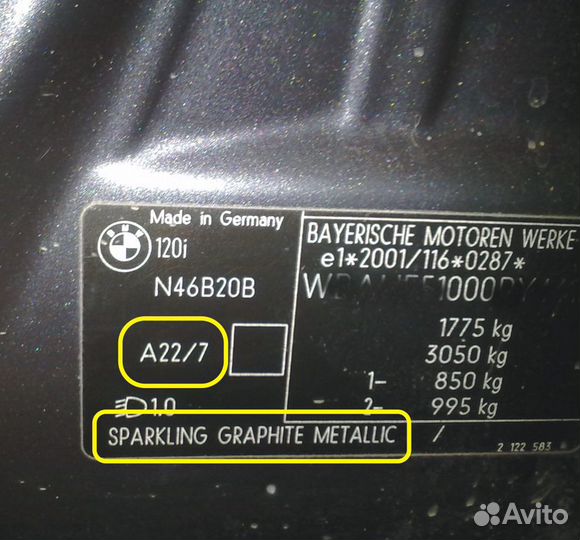 Made in Germany
BMW
120i
N46B20B
A22/7
1.0
SPARKLING GRAPHITE METALLIC /
BAYERISCHE MOTOREN WERKE
e1*2001/116*0287*
1775 kg
3050 kg
1- 850 kg
2- 995 kg
2 122 583
Avito